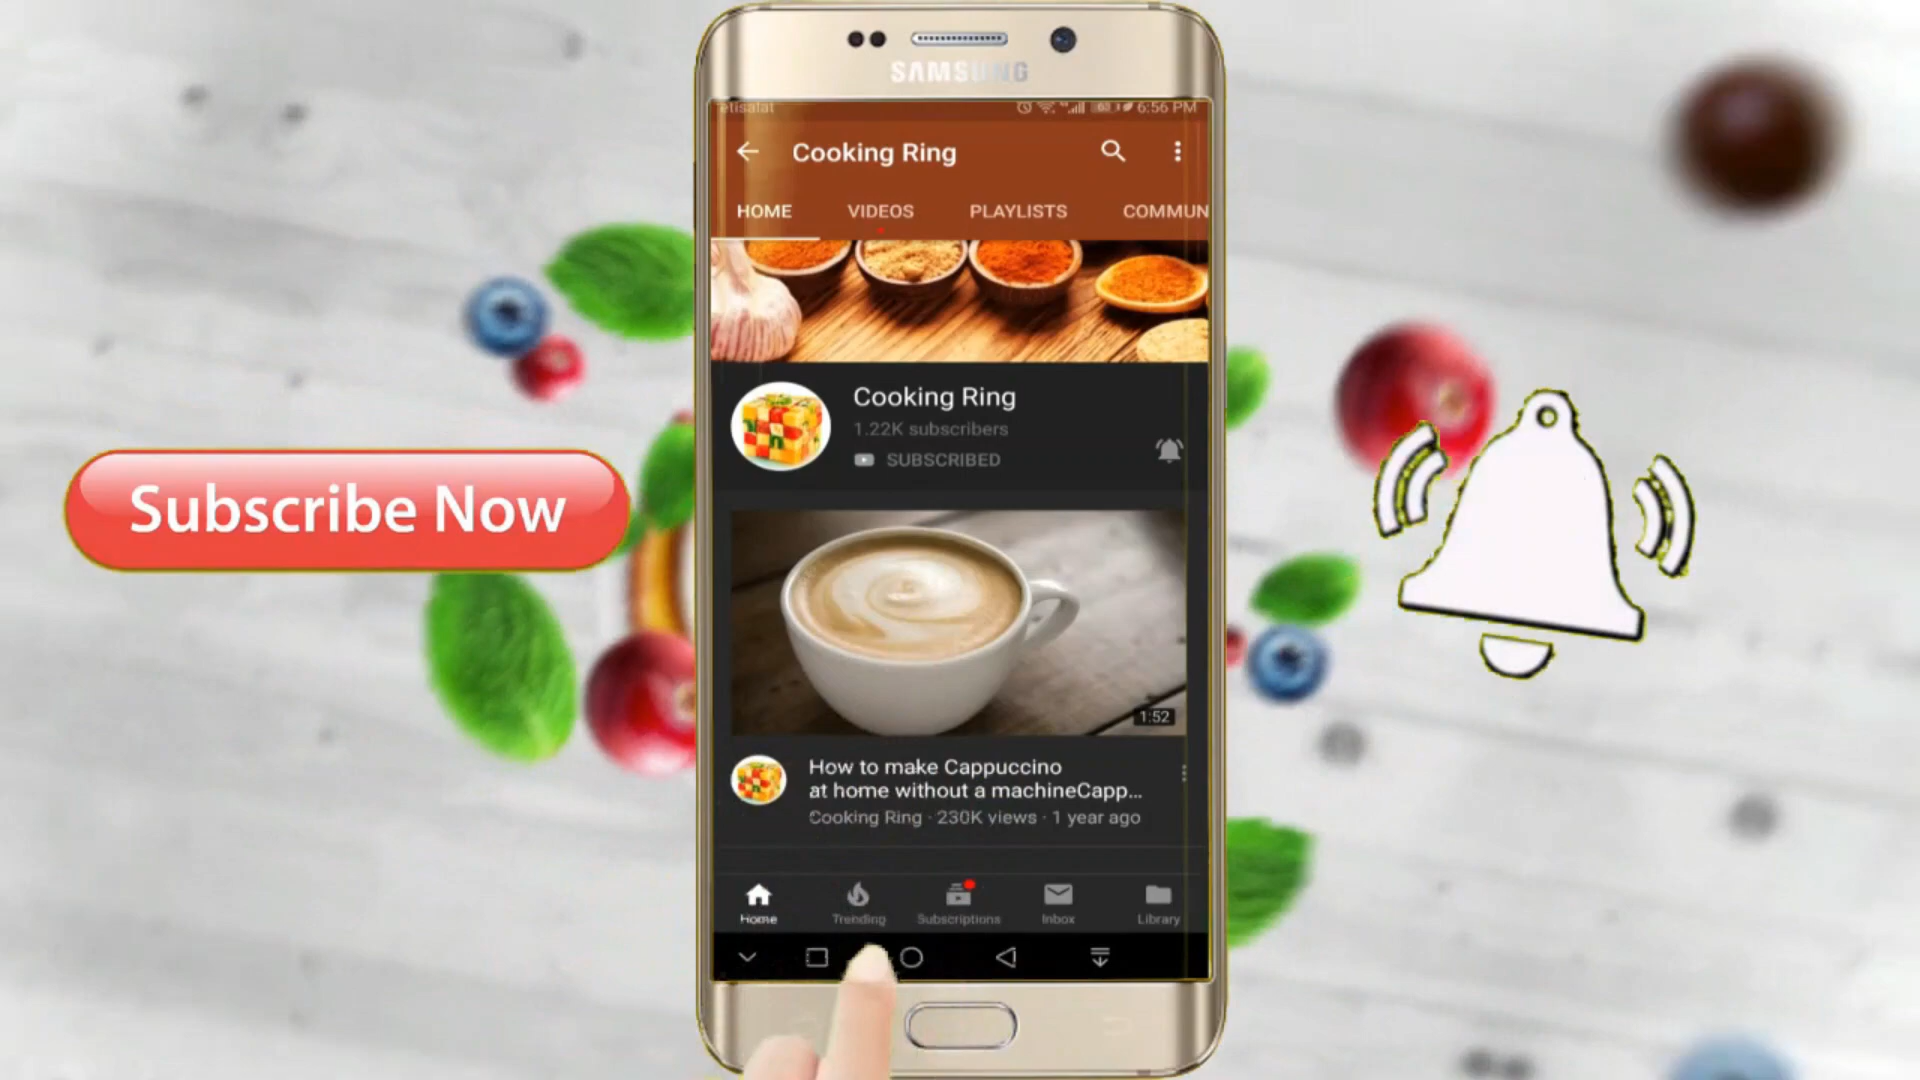 SAMSUNG
etisalat
6:56 PM
Cooking Ring
HOME VIDEOS PLAYLISTS COMMUN
Cooking Ring
1.22K subscribers
SUBSCRIBED
Subscribe Now
1:52
How to make Cappuccino
at home without a machineCapp...
Cooking Ring · 230K views · 1 year ago
Home Trending Subscriptions Inbox Library